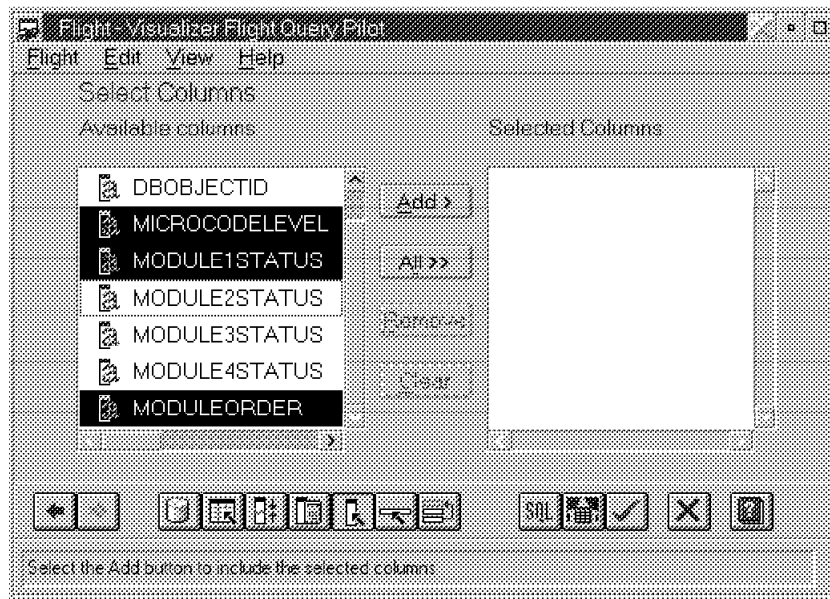 Flight - Visualizer Flight Query Pilot
Flight Edit View Help
Select Columns
Available columns
Selected Columns
DBOBJECTID
MICROCODELEVEL
MODULE1STATUS
MODULE2STATUS
MODULE3STATUS
MODULE4STATUS
MODULEORDER
Add >
All >>
Remove
Clear
SQL
Select the Add button to include the selected columns